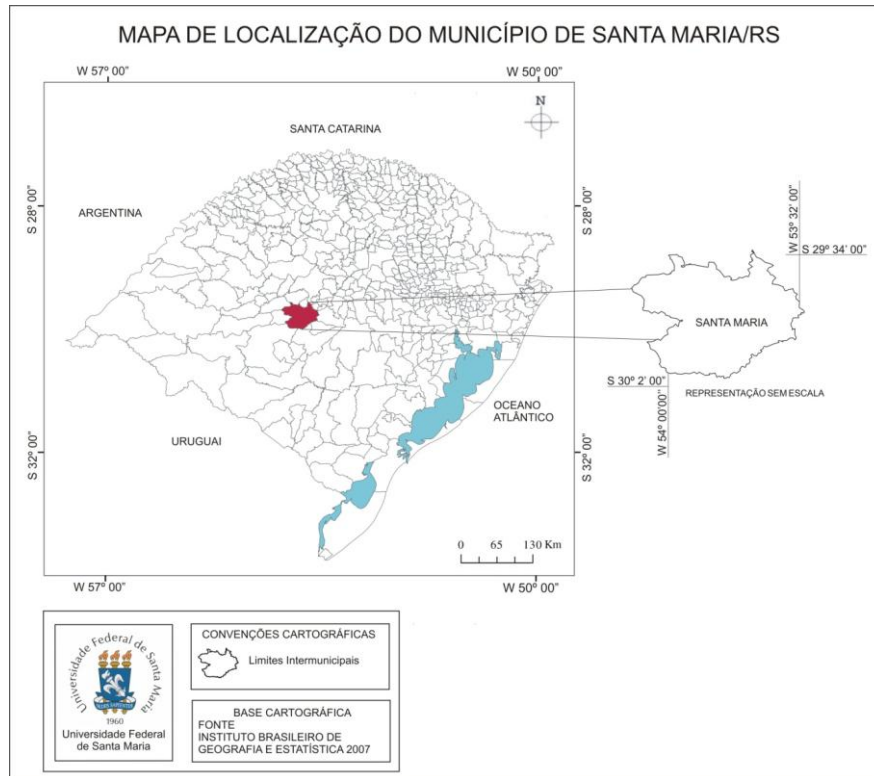 MAPA DE LOCALIZAÇÃO DO MUNICÍPIO DE SANTA MARIA/RS
W 57º 00"
W 50º 00"
N
SANTA CATARINA
ARGENTINA
S 28º 00"
S 28º 00"
W 53º 32' 00"
S 29º 34' 00"
SANTA MARIA
S 30º 2' 00"
REPRESENTAÇÃO SEM ESCALA
W 54º 00'00"
OCEANO
ATLÂNTICO
URUGUAI
S 32º 00"
S 32º 00"
0 65 130 Km
W 57º 00"
W 50º 00"
Universidade Federal de Santa Maria
1960
Universidade Federal
de Santa Maria
CONVENÇÕES CARTOGRÁFICAS
Limites Intermunicipais
BASE CARTOGRÁFICA
FONTE
INSTITUTO BRASILEIRO DE
GEOGRAFIA E ESTATÍSTICA 2007